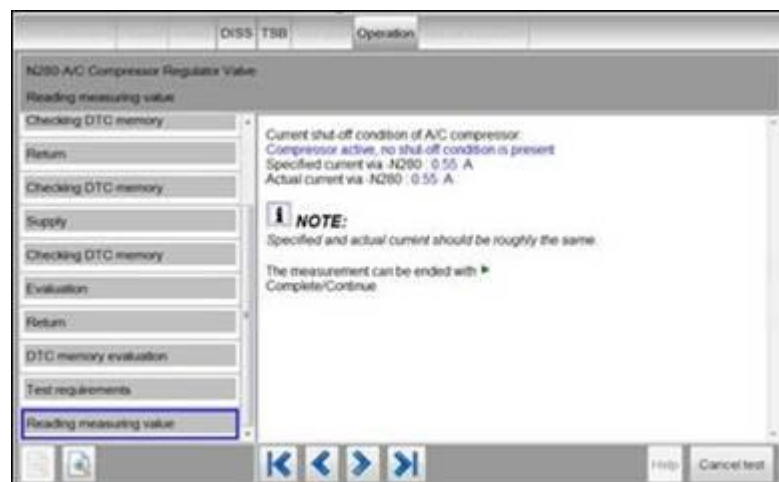 DISS TSB Operation
N280 A/C Compressor Regulator Valve
Reading measuring value
Checking DTC memory
Return
Checking DTC memory
Supply
Checking DTC memory
Evaluation
Return
DTC memory evaluation
Test requirements
Reading measuring value
Current shut-off condition of A/C compressor:
Compressor active, no shut-off condition is present
Specified current via -N280 : 0.55 A
Actual current via -N280 : 0.55 A
i NOTE:
Specified and actual current should be roughly the same.
The measurement can be ended with
Complete/Continue
Help Cancel test